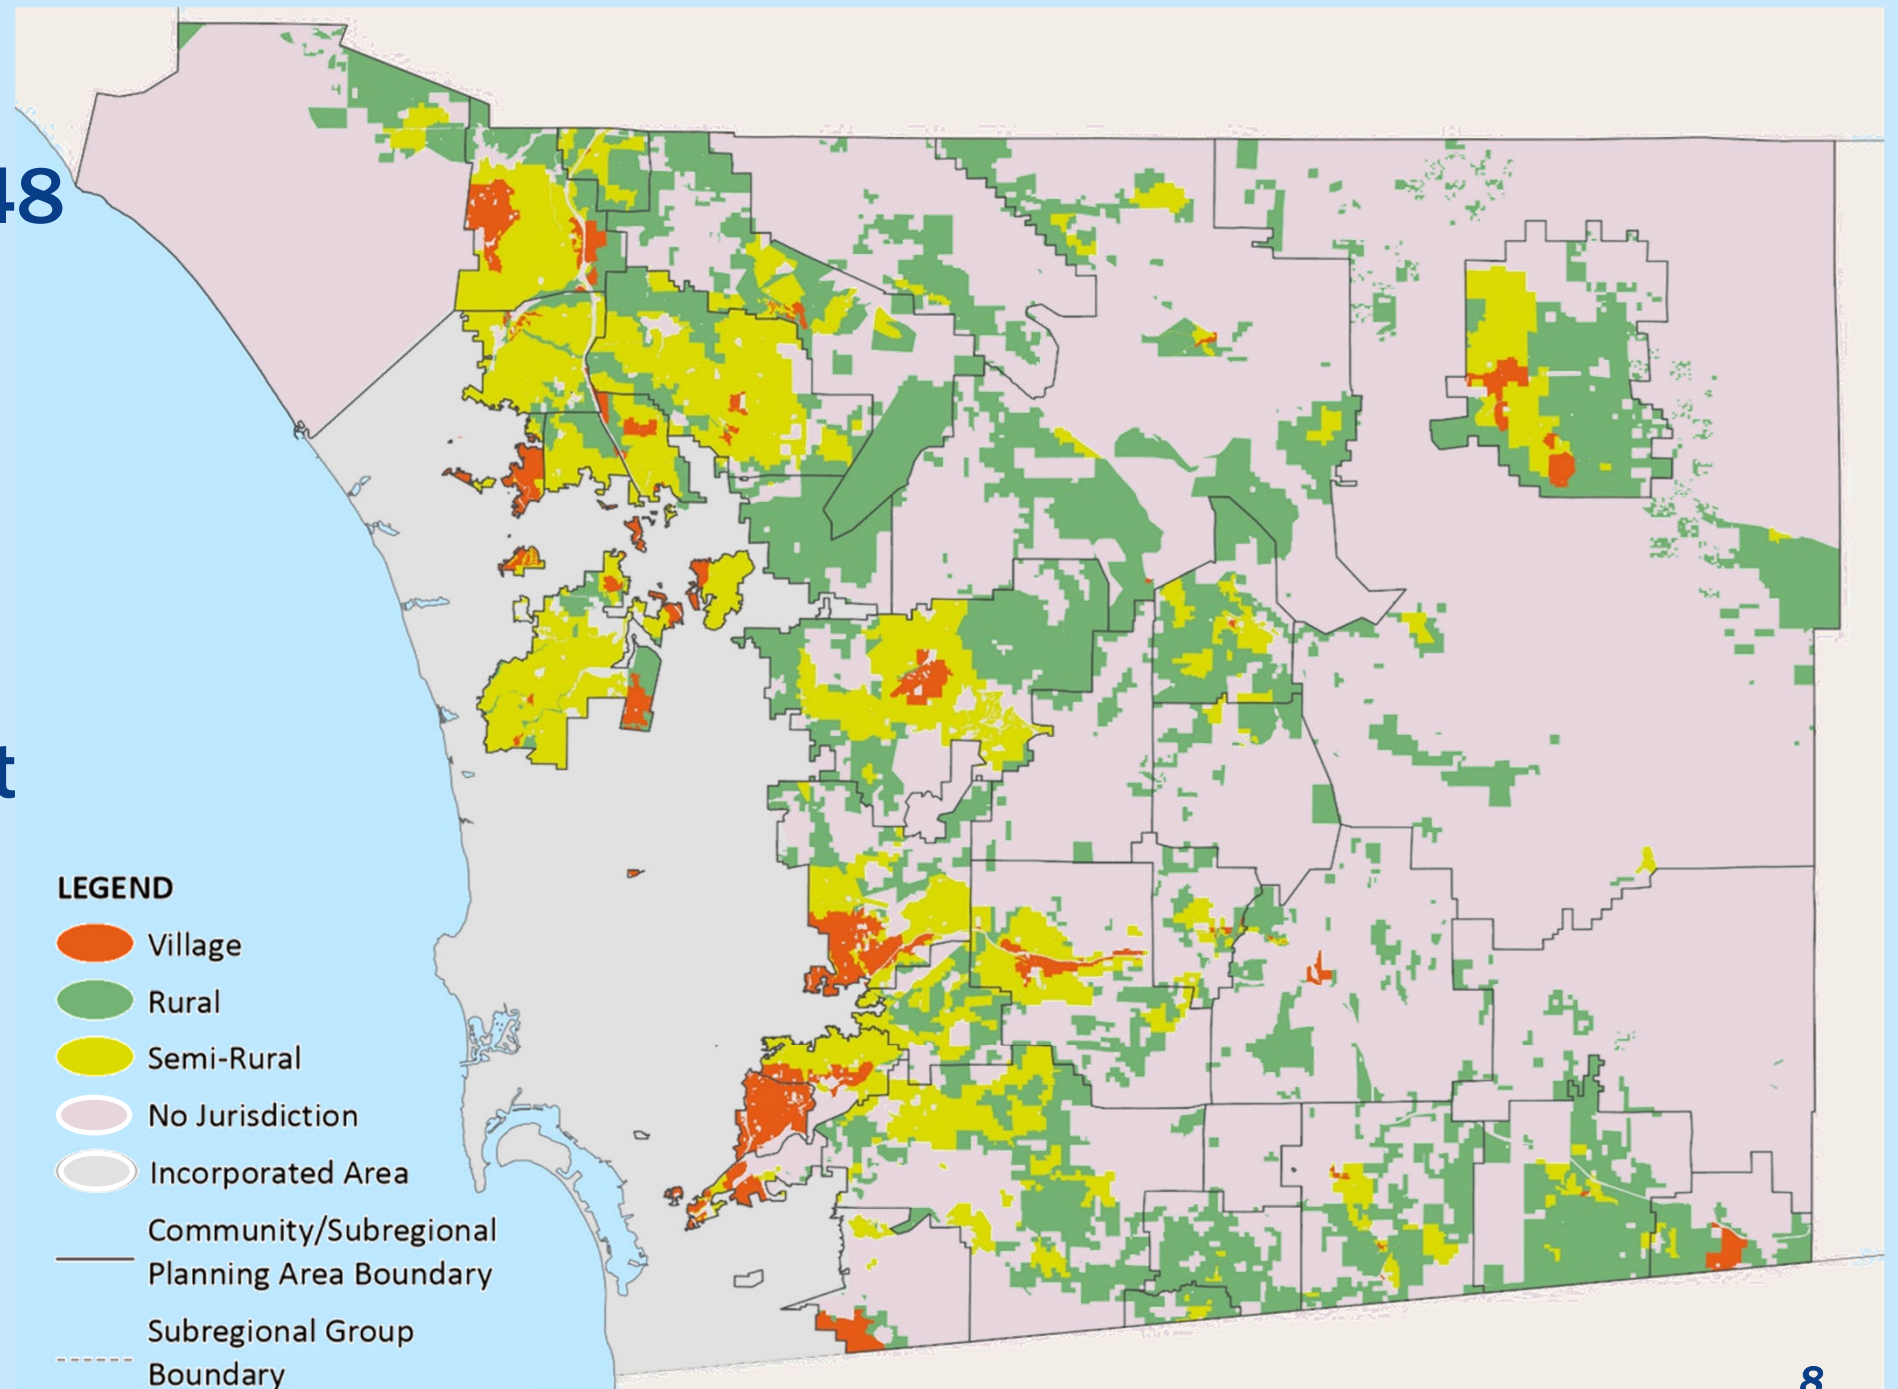 48
t
LEGEND
Village
Rural
Semi-Rural
No Jurisdiction
Incorporated Area
Community/Subregional
Planning Area Boundary
Subregional Group
Boundary
8